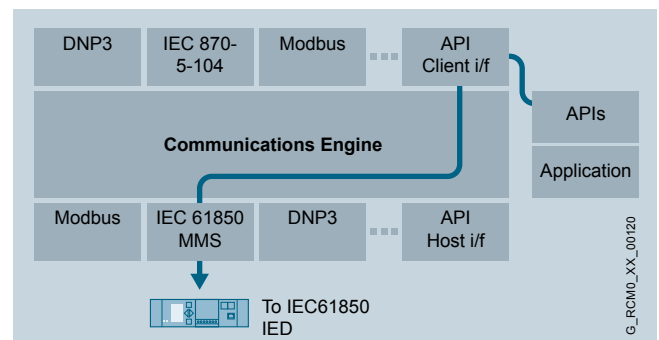 DNP3
IEC 870-
5-104
Modbus
API
Client i/f
APIs
Communications Engine
Application
Modbus
IEC 61850
MMS
DNP3
API
Host i/f
To IEC61850
IED
G_RCM0_XX_00120